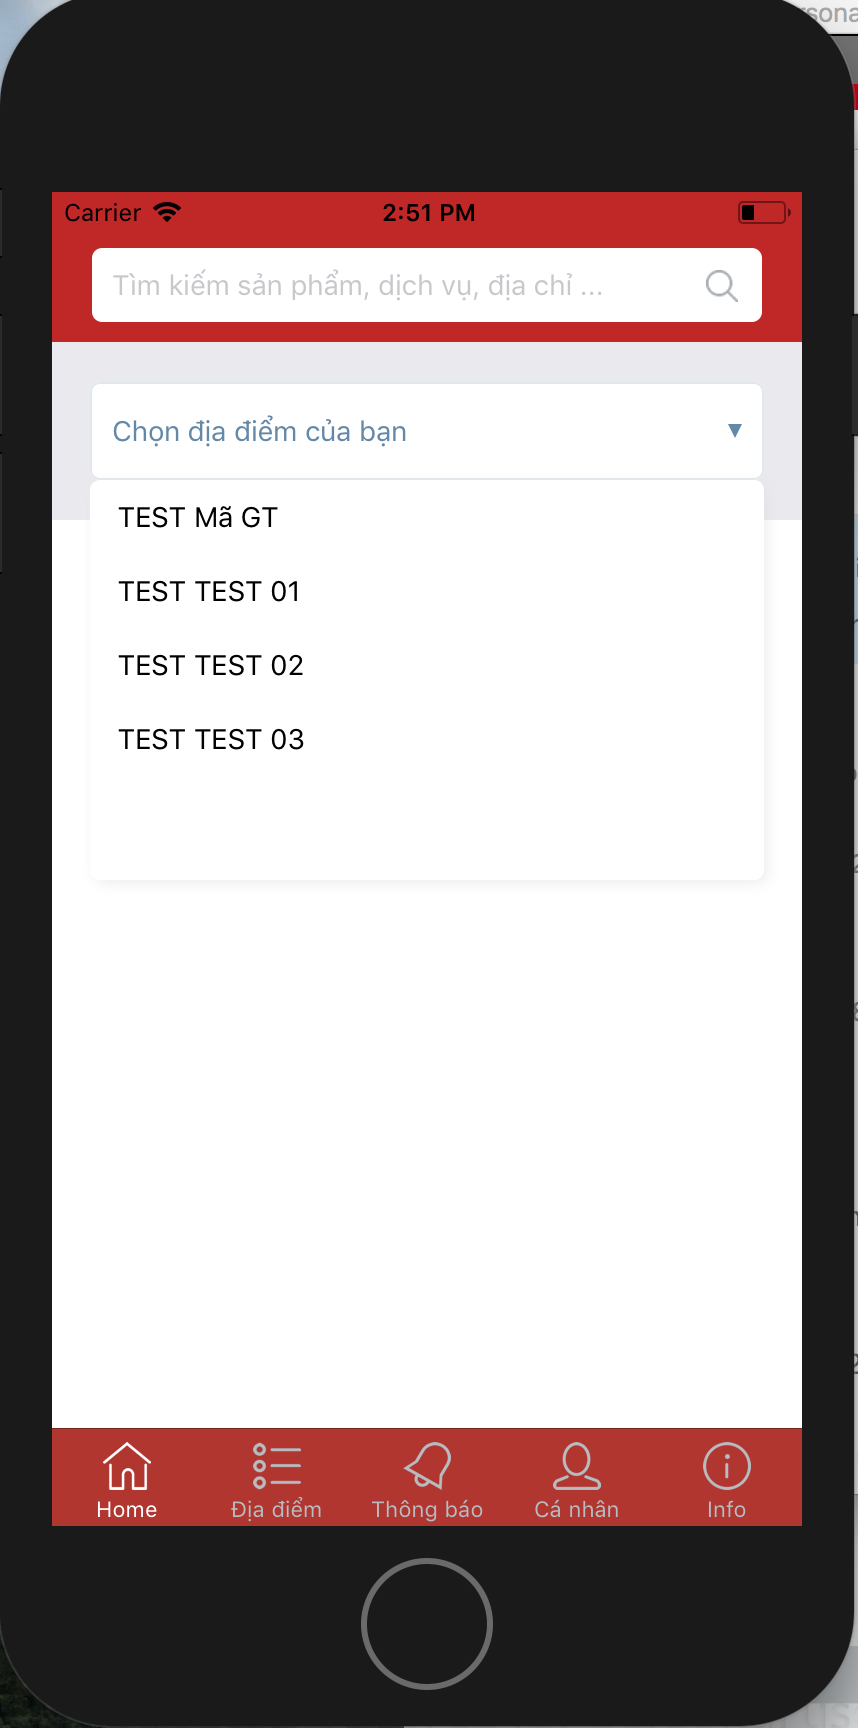 Carrier 2:51 PM
Tìm kiếm sản phẩm, dịch vụ, địa chỉ ...
Chọn địa điểm của bạn
TEST Mã GT
TEST TEST 01
TEST TEST 02
TEST TEST 03
Home Địa điểm Thông báo Cá nhân Info